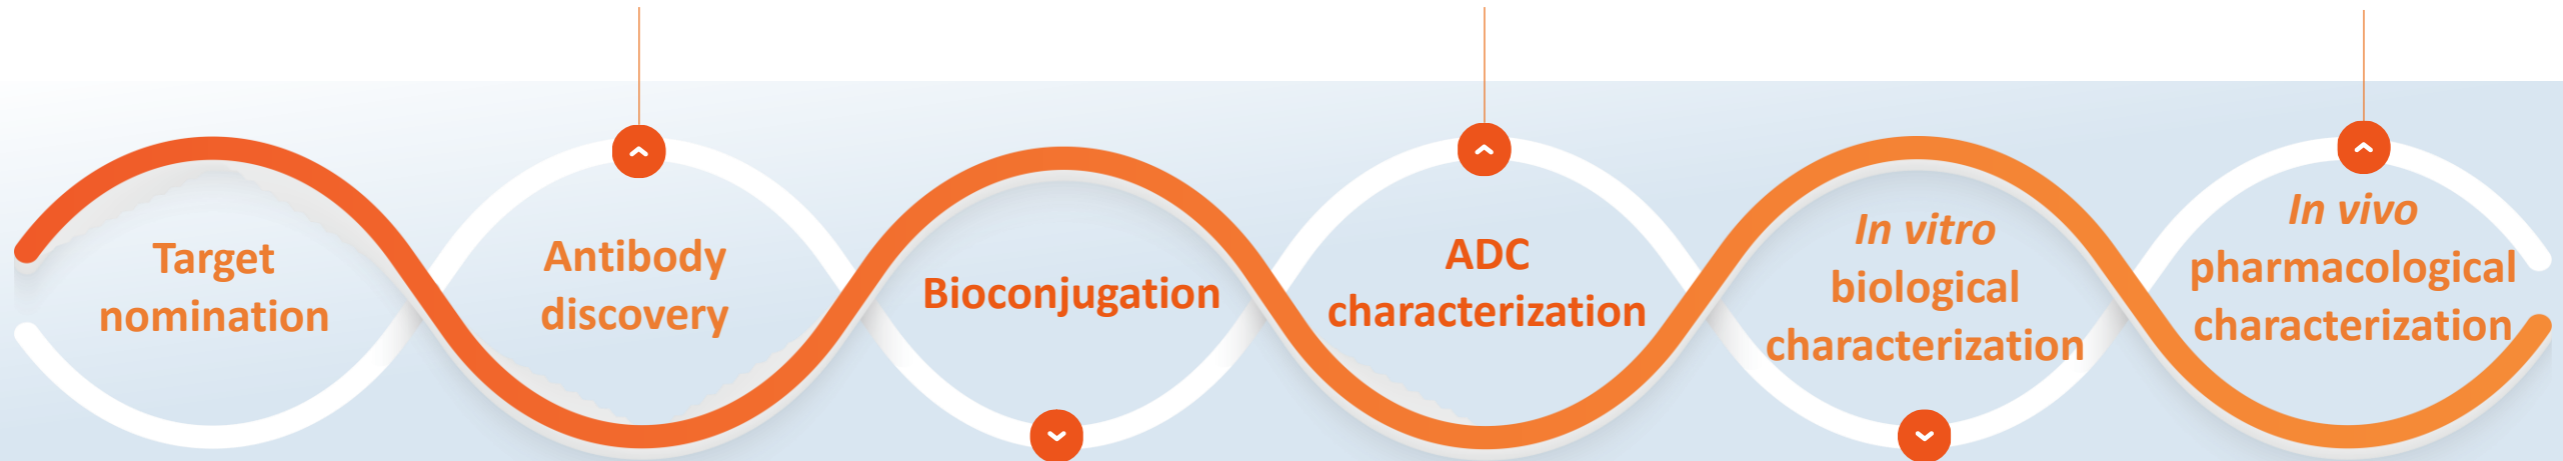 Target
nomination
Antibody
discovery
Bioconjugation
ADC
characterization
In vitro
biological
characterization
In vivo
pharmacological
characterization